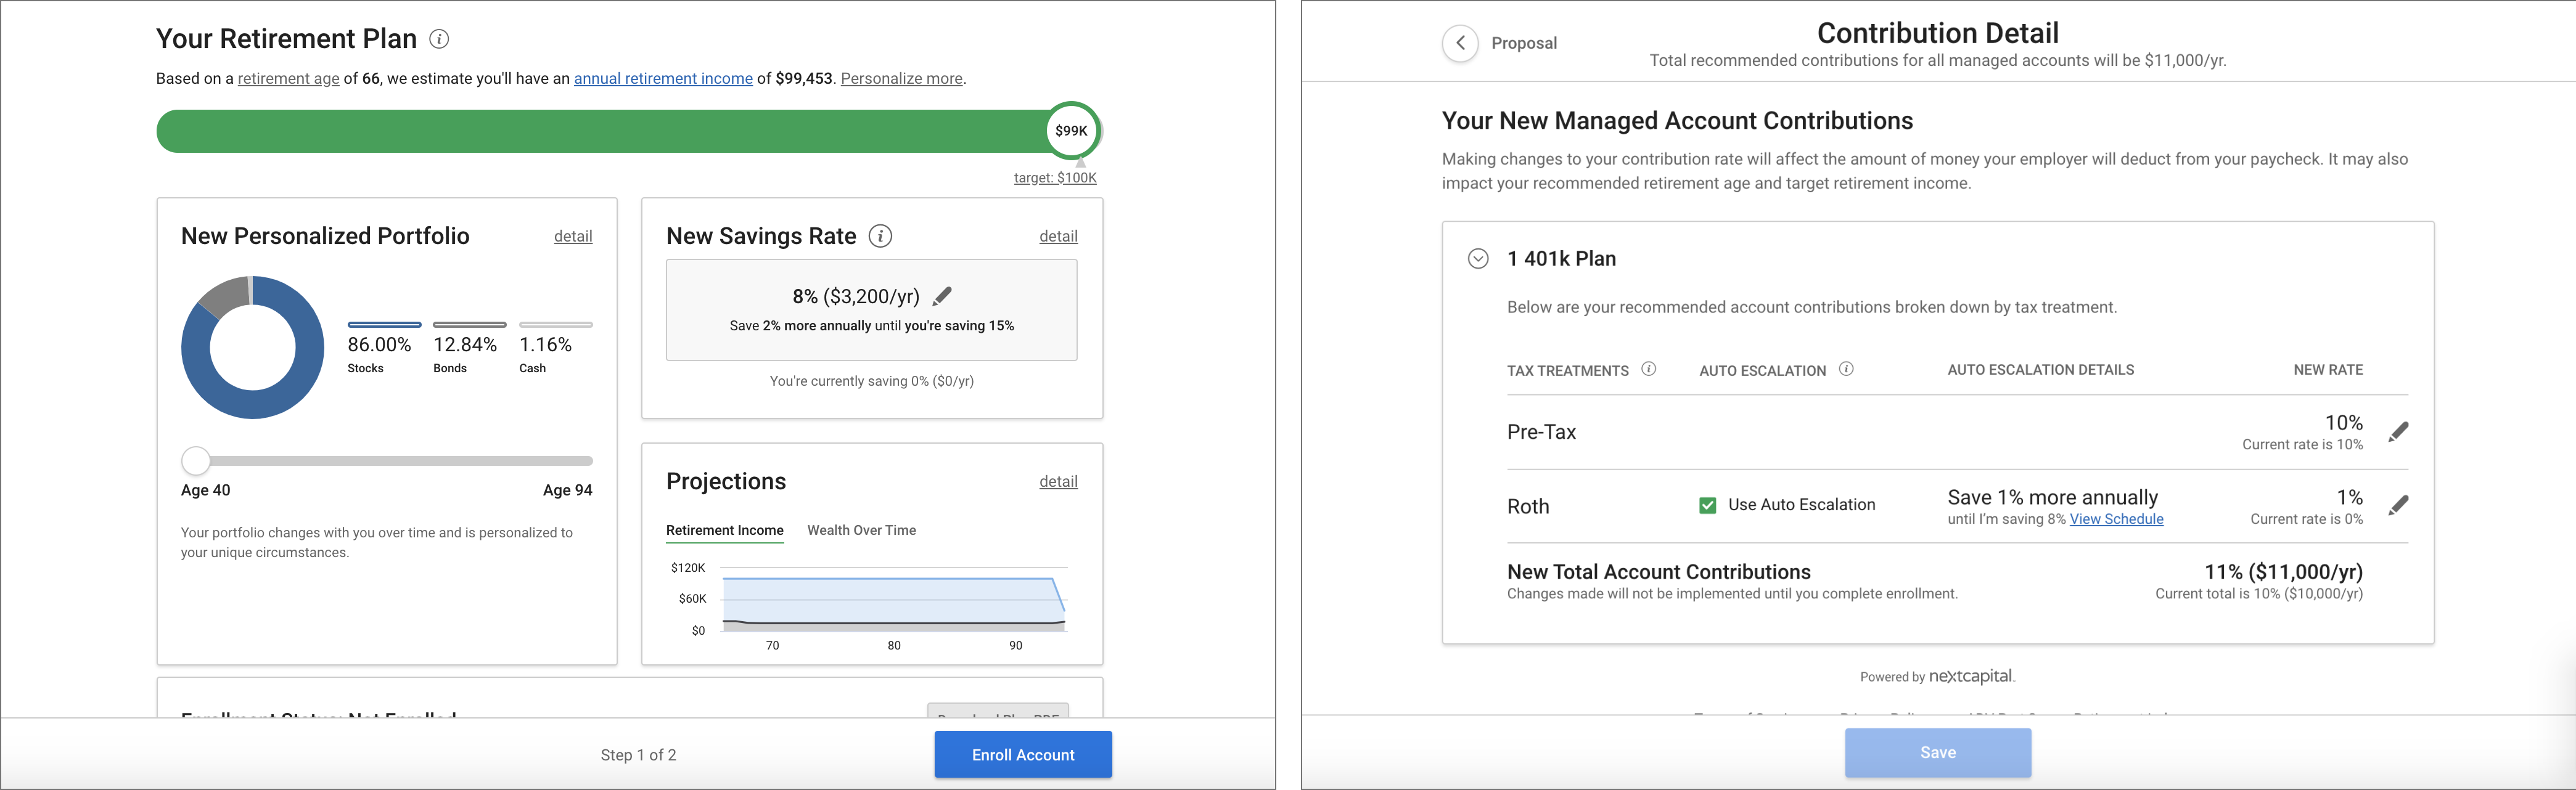 Your Retirement Plan
Based on a retirement age of 66, we estimate you'll have an annual retirement income of $99,453. Personalize more.
$99K
target: $100K
New Personalized Portfolio
detail
86.00%
12.84%
1.16%
Stocks
Bonds
Cash
Age 40
Age 94
Your portfolio changes with you over time and is personalized to
your unique circumstances.
New Savings Rate
detail
8% ($3,200/yr)
Save 2% more annually until you're saving 15%
You're currently saving 0% ($0/yr)
Projections
detail
Retirement Income
Wealth Over Time
$120K
$60K
$0
70
80
90
Enrollment Status: Not Enrolled
Download Plan PDF
Step 1 of 2
Enroll Account
Proposal
Contribution Detail
Total recommended contributions for all managed accounts will be $11,000/yr.
Your New Managed Account Contributions
Making changes to your contribution rate will affect the amount of money your employer will deduct from your paycheck. It may also
impact your recommended retirement age and target retirement income.
1 401k Plan
Below are your recommended account contributions broken down by tax treatment.
TAX TREATMENTS
AUTO ESCALATION
AUTO ESCALATION DETAILS
NEW RATE
Pre-Tax
10%
Current rate is 10%
Roth
Use Auto Escalation
Save 1% more annually
until I'm saving 8% View Schedule
1%
Current rate is 0%
New Total Account Contributions
Changes made will not be implemented until you complete enrollment.
11% ($11,000/yr)
Current total is 10% ($10,000/yr)
Powered by nextcapital.
Save